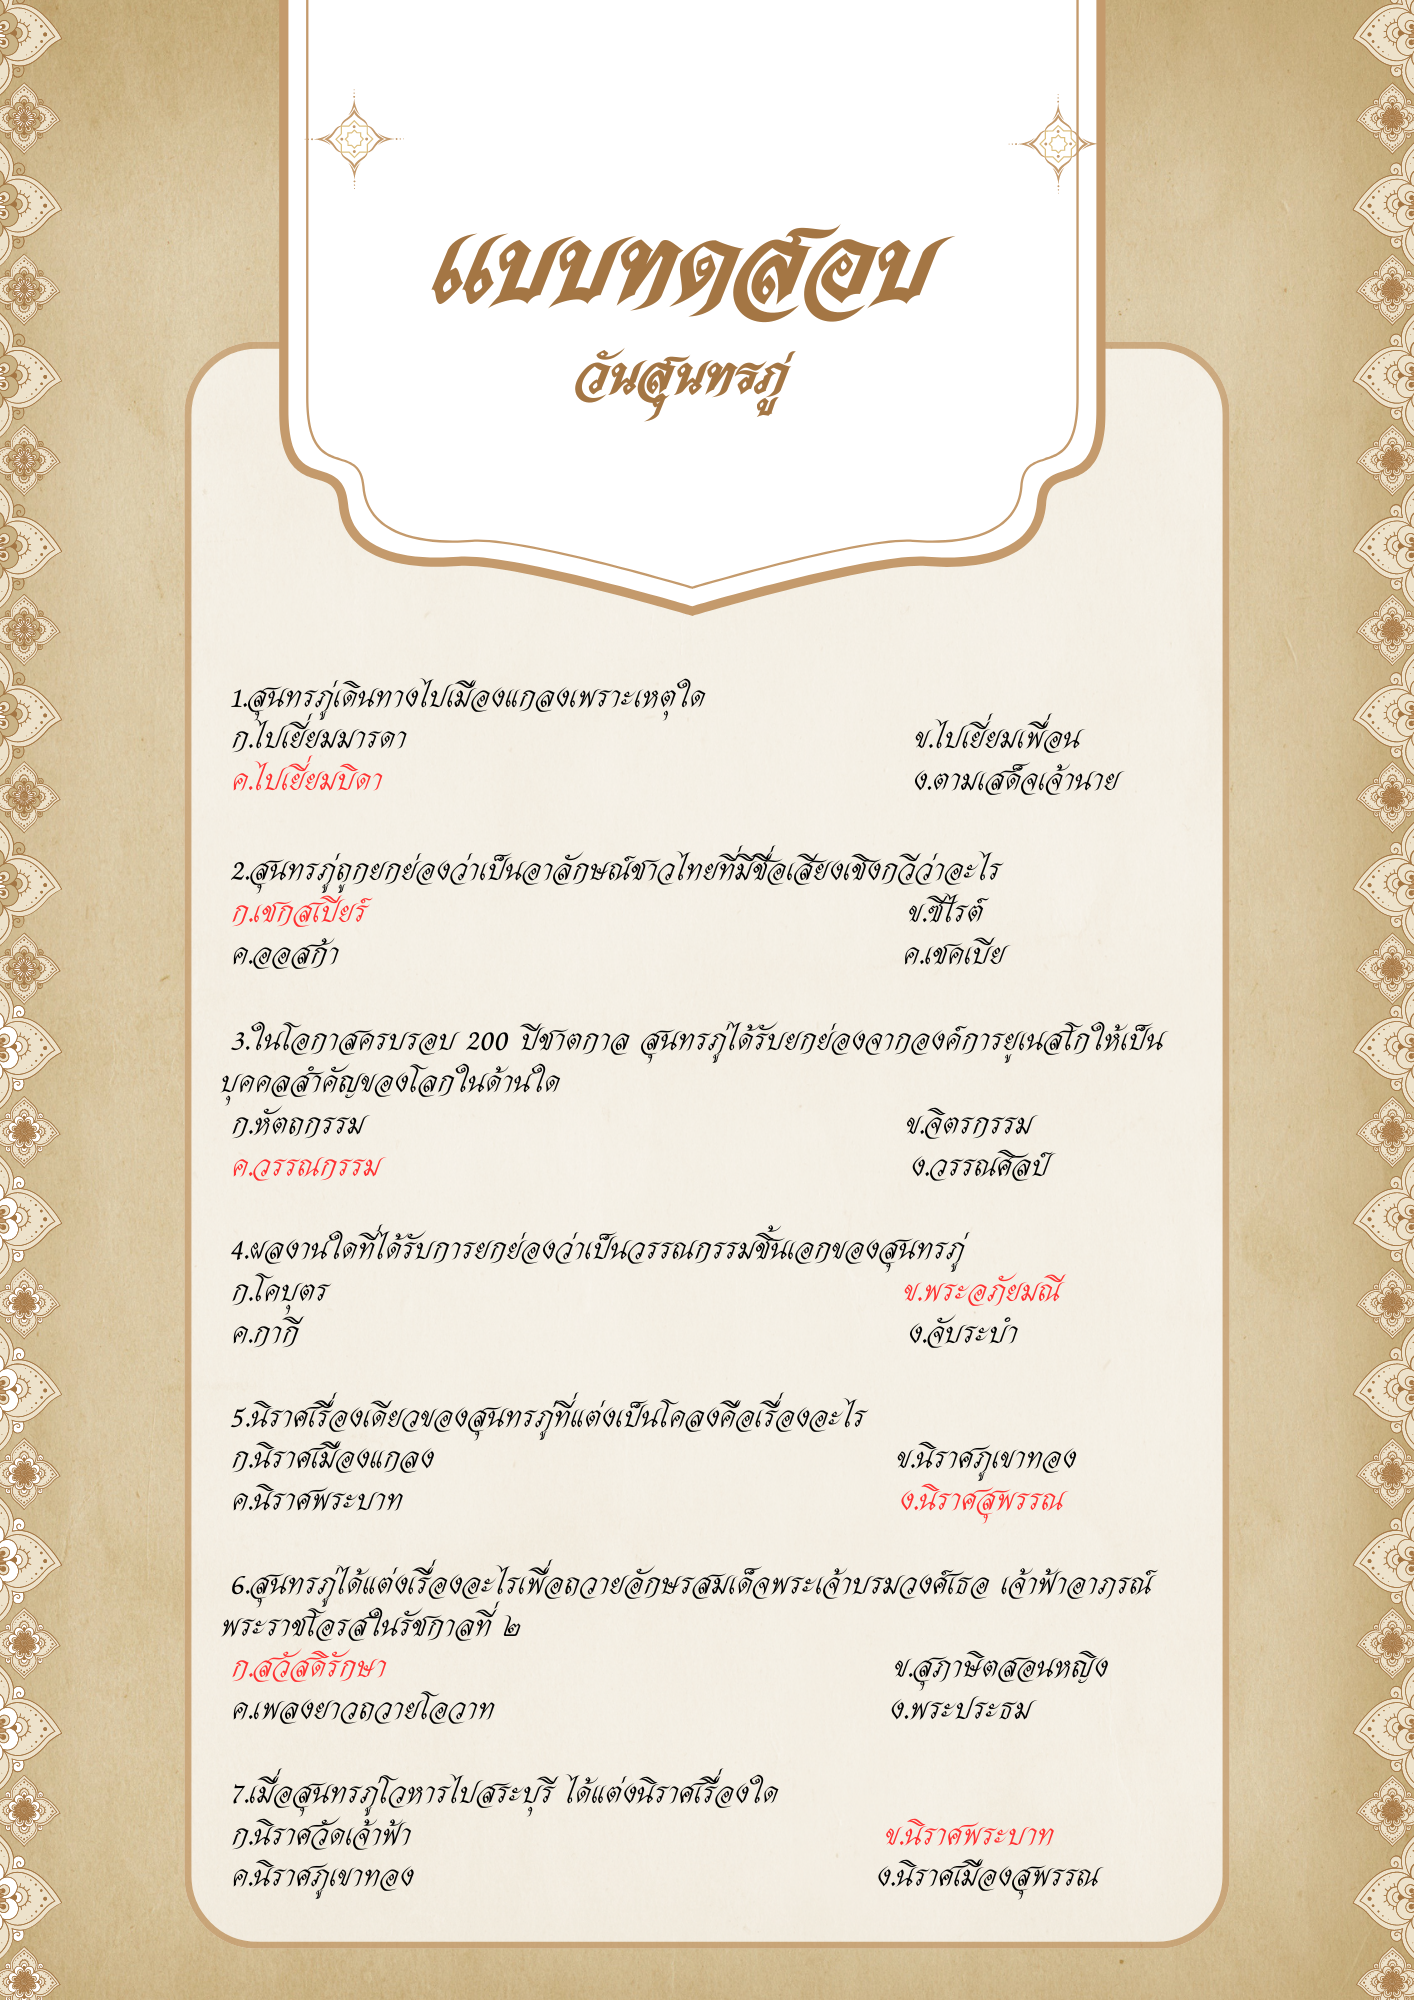 แบบทดสอบ
วันสุนทรภู่
1.สุนทรภู่เดินทางไปเมืองแกลงเพราะเหตุใด
ก.ไปเยี่ยมมารดา ข.ไปเยี่ยมเพื่อน
ค.ไปเยี่ยมบิดา ง.ตามเสด็จเจ้านาย
2.สุนทรภู่ถูกยกย่องว่าเป็นอาลักษณ์ชาวไทยที่มีชื่อเสียงเชิงกวีว่าอะไร
ก.เชกสเปียร์ ข.ซีไรต์
ค.ออสก้า ค.เชคเบีย
3.ในโอกาสครบรอบ 200 ปีชาตกาล สุนทรภู่ได้รับยกย่องจากองค์การยูเนสโกให้เป็น
บุคคลสำคัญของโลกในด้านใด
ก.หัตถกรรม ข.จิตรกรรม
ค.วรรณกรรม ง.วรรณศิลป์
4.ผลงานใดที่ได้รับการยกย่องว่าเป็นวรรณกรรมชิ้นเอกของสุนทรภู่
ก.โคบุตร ข.พระอภัยมณี
ค.กากี ง.จับระบำ
5.นิราศเรื่องเดียวของสุนทรภู่ที่แต่งเป็นโคลงคือเรื่องอะไร
ก.นิราศเมืองแกลง ข.นิราศภูเขาทอง
ค.นิราศพระบาท ง.นิราศสุพรรณ
6.สุนทรภู่ได้แต่งเรื่องอะไรเพื่อถวายอักษรสมเด็จพระเจ้าบรมวงศ์เธอ เจ้าฟ้าอาภรณ์
พระราชโอรสในรัชกาลที่ ๒
ก.สวัสดิรักษา ข.สุภาษิตสอนหญิง
ค.เพลงยาวถวายโอวาท ง.พระประธม
7.เมื่อสุนทรภู่โวหารไปสระบุรี ได้แต่งนิราศเรื่องใด
ก.นิราศวัดเจ้าฟ้า ข.นิราศพระบาท
ค.นิราศภูเขาทอง ง.นิราศเมืองสุพรรณ